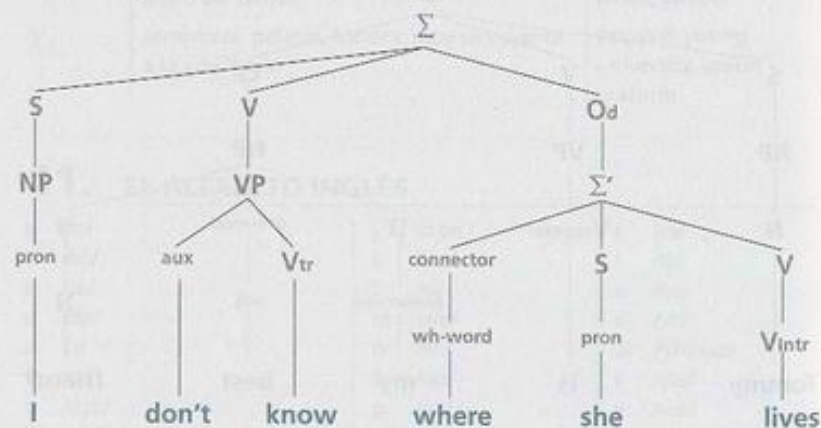 Σ
S V Od
NP VP Σ'
pron aux Vtr connector S V
wh-word pron Vintr
I don't know where she lives